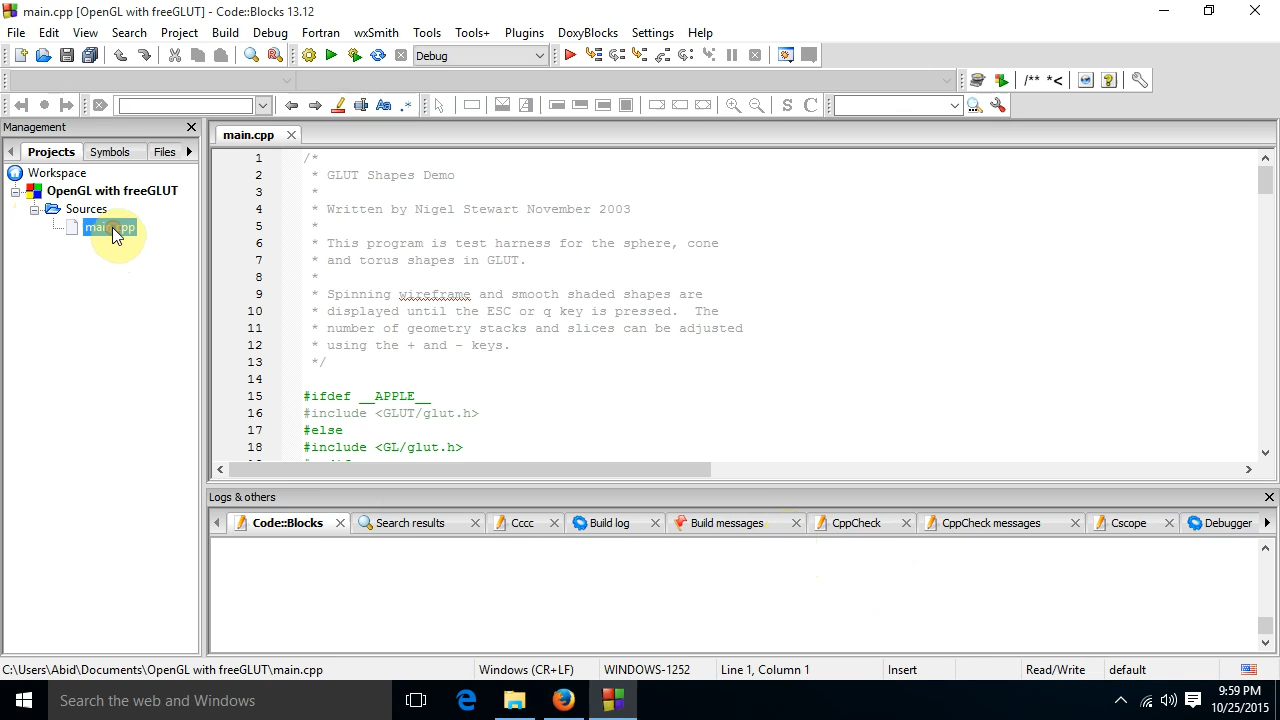 main.cpp [OpenGL with freeGLUT] - Code::Blocks 13.12
File Edit View Search Project Build Debug Fortran wxSmith Tools Tools+ Plugins DoxyBlocks Settings Help
Debug
/** *<
Aa .*
S C
Management
main.cpp
Projects Symbols Files
Workspace
OpenGL with freeGLUT
Sources
main.cpp
1 /*
2 * GLUT Shapes Demo
3 *
4 * Written by Nigel Stewart November 2003
5 *
6 * This program is test harness for the sphere, cone
7 * and torus shapes in GLUT.
8 *
9 * Spinning wireframe and smooth shaded shapes are
10 * displayed until the ESC or q key is pressed. The
11 * number of geometry stacks and slices can be adjusted
12 * using the + and - keys.
13 */
14
15 #ifdef __APPLE__
16 #include <GLUT/glut.h>
17 #else
18 #include <GL/glut.h>
Logs & others
Code::Blocks Search results Cccc Build log Build messages CppCheck CppCheck messages Cscope Debugger
C:\Users\Abid\Documents\OpenGL with freeGLUT\main.cpp Windows (CR+LF) WINDOWS-1252 Line 1, Column 1 Insert Read/Write default
Search the web and Windows
9:59 PM
10/25/2015